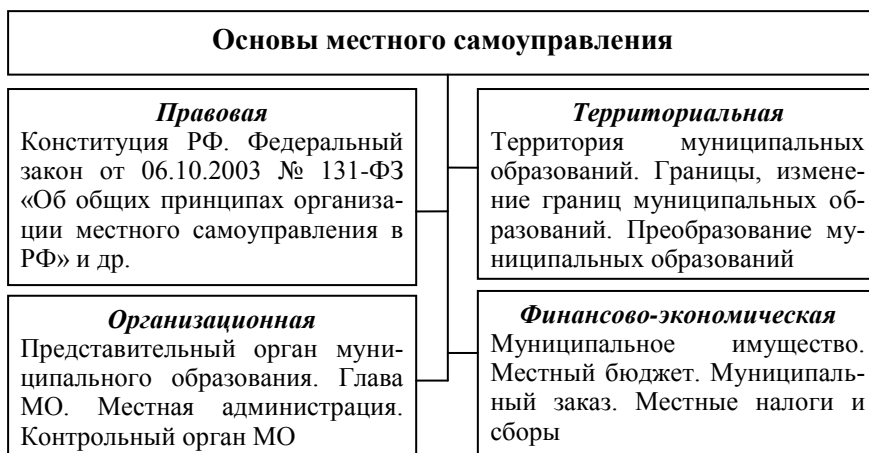 Основы местного самоуправления
Правовая
Конституция РФ. Федеральный
закон от 06.10.2003 № 131-ФЗ
«Об общих принципах организа-
ции местного самоуправления в
РФ» и др.
Территориальная
Территория муниципальных
образований. Границы, измене-
ние границ муниципальных об-
разований. Преобразование му-
ниципальных образований
Организационная
Представительный орган муни-
ципального образования. Глава
МО. Местная администрация.
Контрольный орган МО
Финансово-экономическая
Муниципальное имущество.
Местный бюджет. Муниципаль-
ный заказ. Местные налоги и
сборы